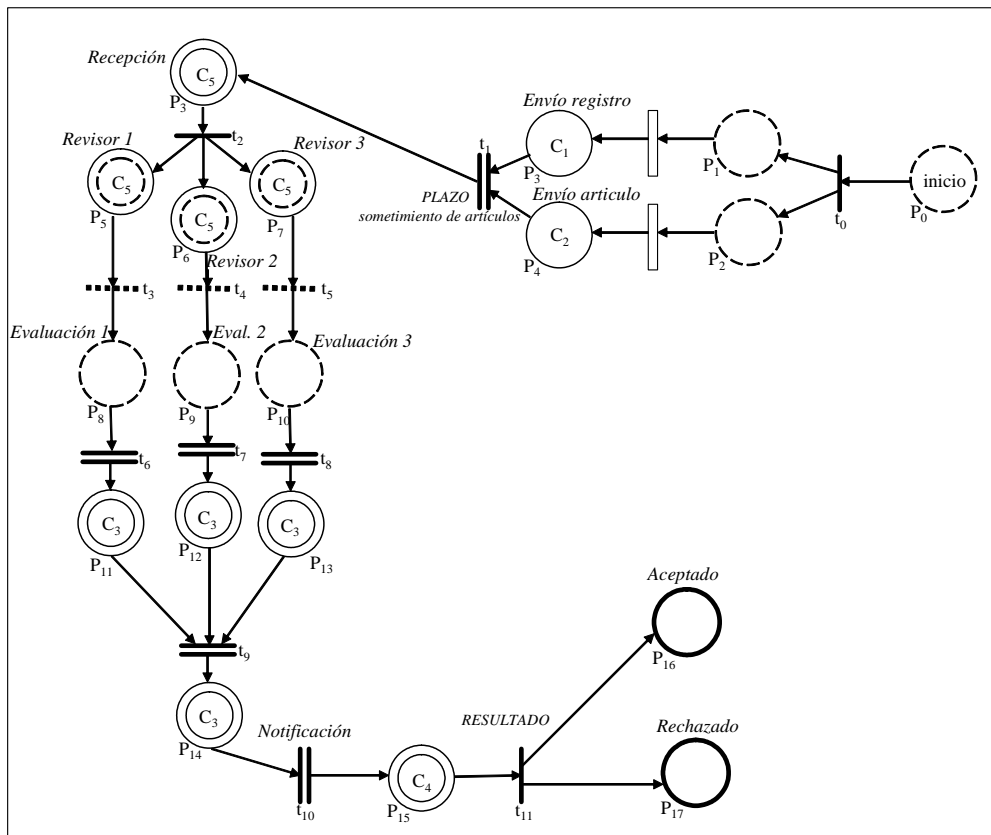 Recepción
C5
P3
t2
Revisor 1
Revisor 3
C5
P5
C5
P6
C5
P7
Revisor 2
t1
PLAZO
sometimiento de artículos
Envío registro
C1
P3
Envío articulo
C2
P4
P1
P2
t0
inicio
P0
t3
t4
t5
Evaluación 1
Eval. 2
Evaluación 3
P8
P9
P10
t6
t7
t8
C3
P11
C3
P12
C3
P13
t9
C3
P14
Notificación
t10
C4
P15
RESULTADO
t11
Aceptado
P16
Rechazado
P17